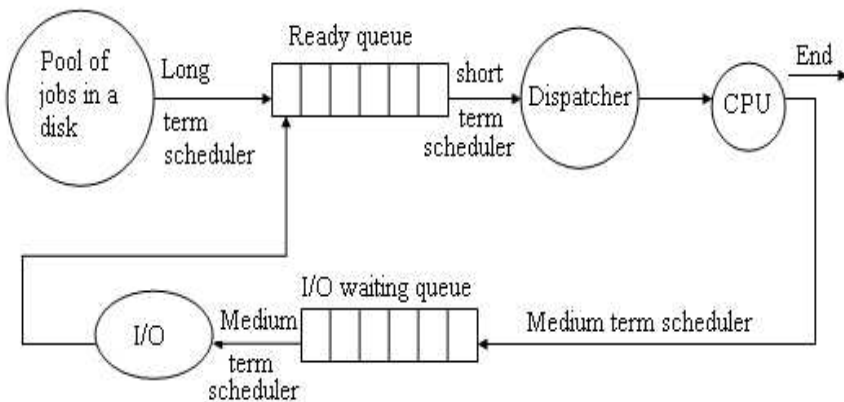 Pool of
jobs in a
disk
Long
term
scheduler
Ready queue
short
term
scheduler
Dispatcher
CPU
End
I/O
Medium
term
scheduler
I/O waiting queue
Medium term scheduler